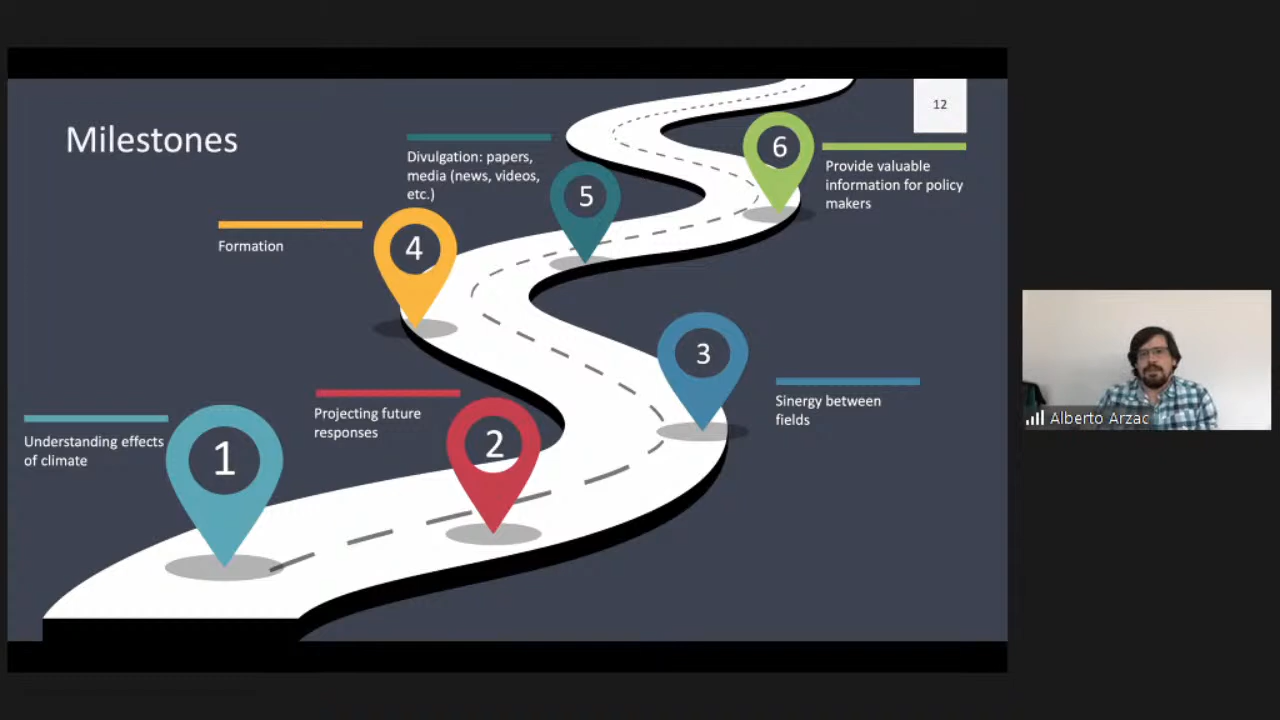 Milestones
12
1
Understanding effects
of climate
2
Projecting future
responses
3
Sinergy between
fields
4
Formation
5
Divulgation: papers,
media (news, videos,
etc.)
6
Provide valuable
information for policy
makers
Alberto Arzac